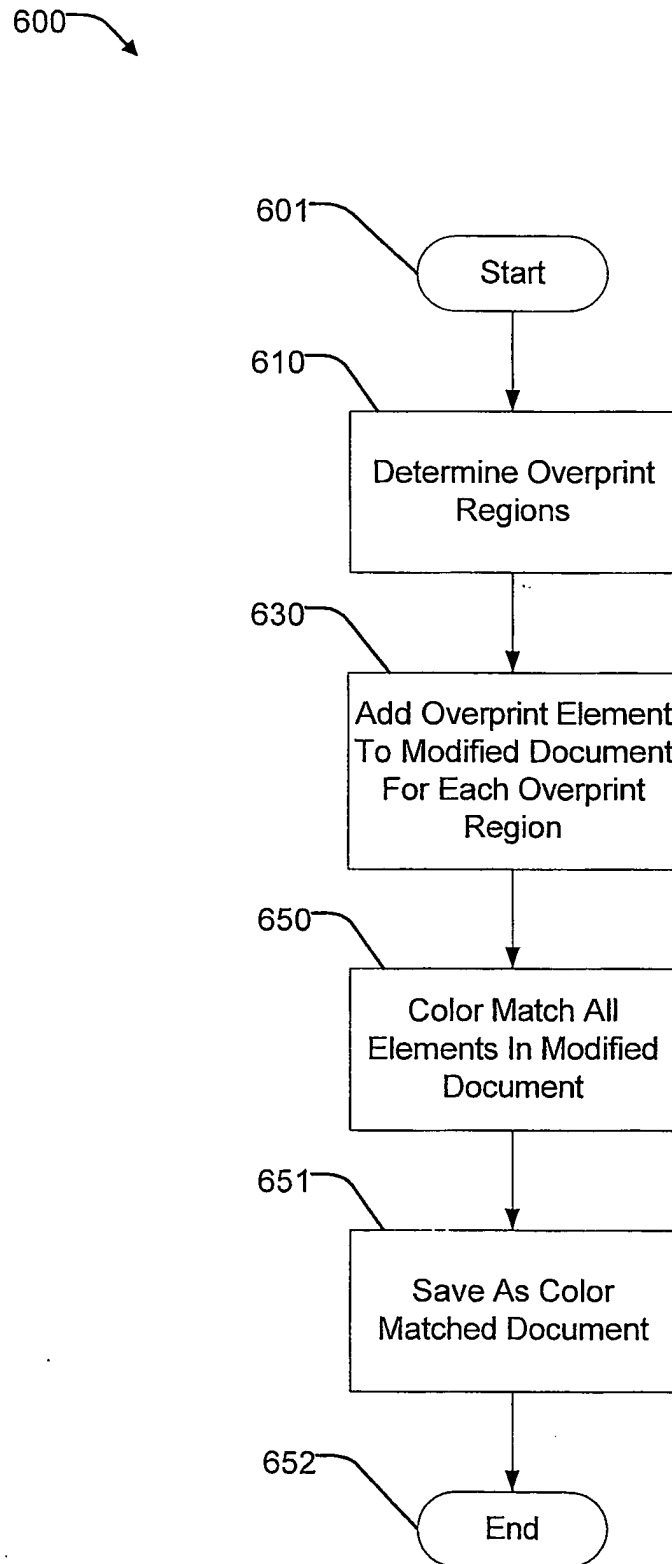 600
601
Start
610
Determine Overprint
Regions
630
Add Overprint Element
To Modified Document
For Each Overprint
Region
650
Color Match All
Elements In Modified
Document
651
Save As Color
Matched Document
652
End